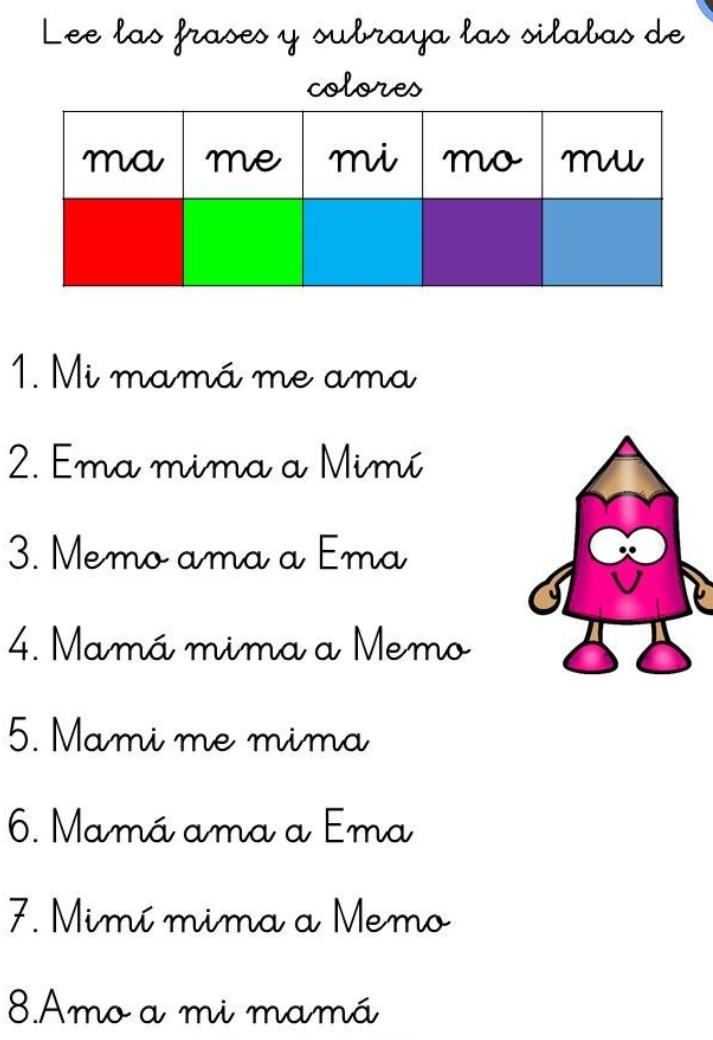 Lee las frases y subraya las silabas de
colores
ma me mi mo mu
1. Mi mamá me ama
2. Ema mima a Mimí
3. Memo ama a Ema
4. Mamá mima a Memo
5. Mami me mima
6. Mamá ama a Ema
7. Mimí mima a Memo
8.Amo a mi mamá